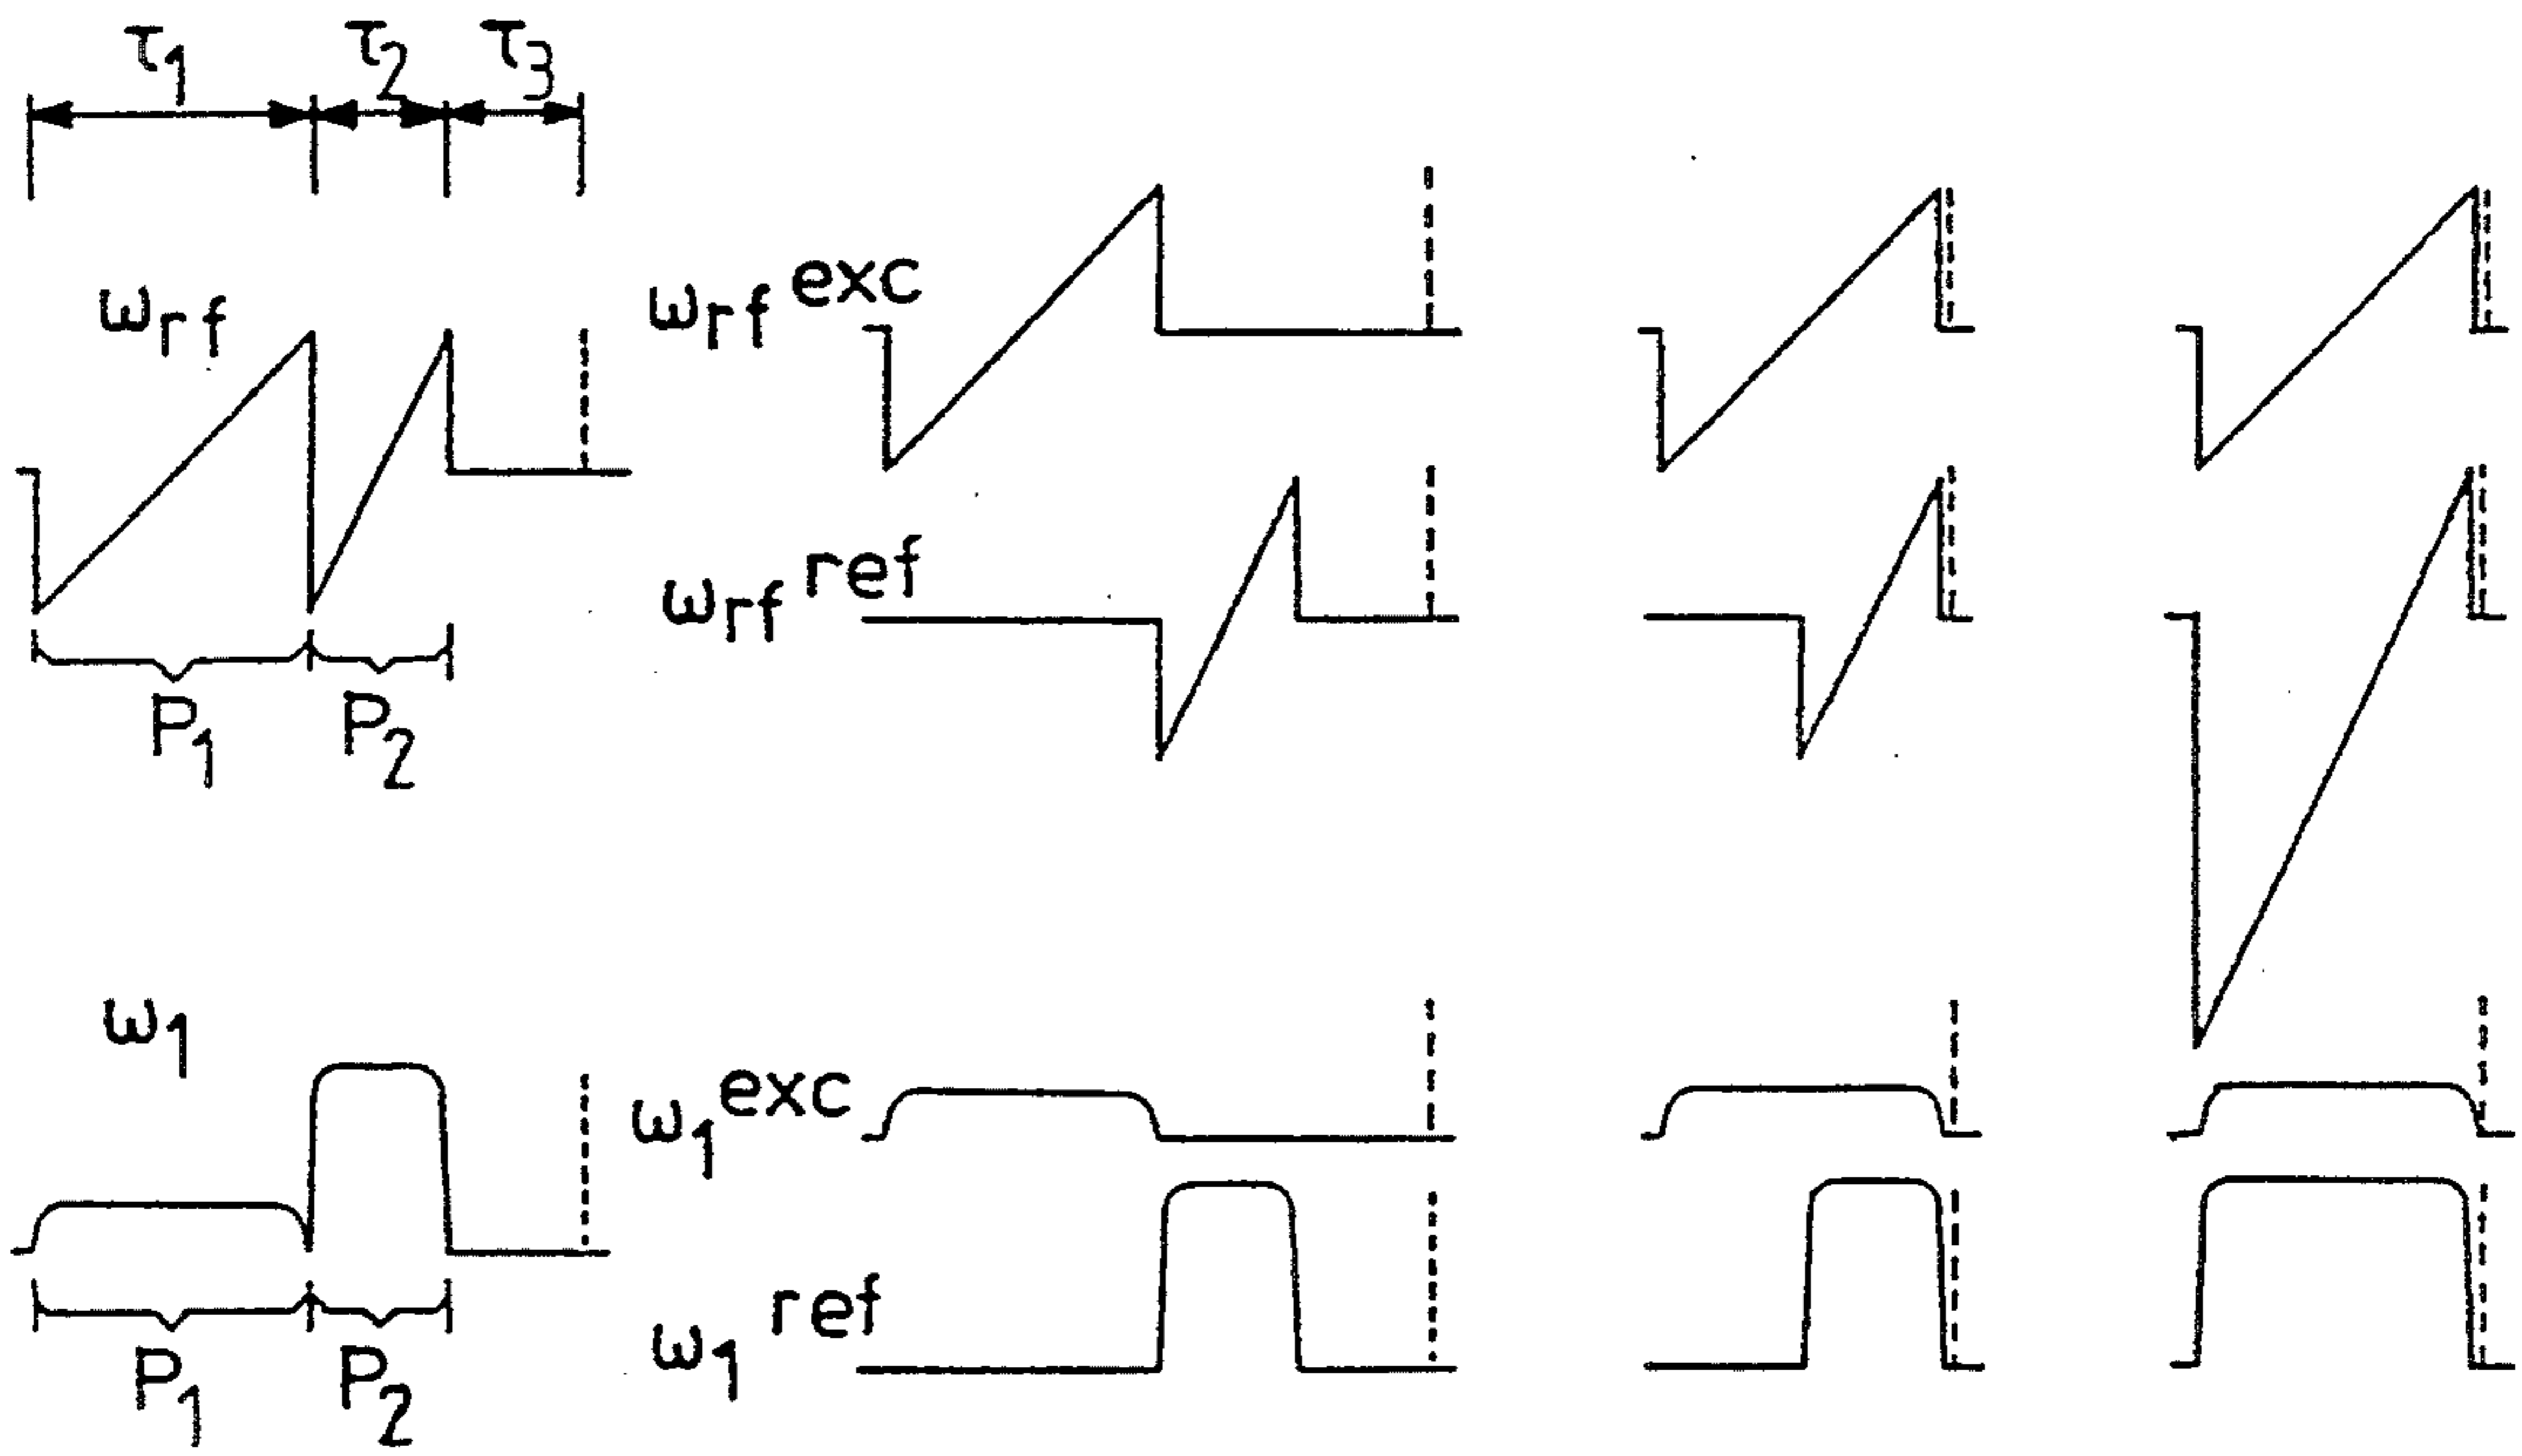 τ1 τ2 τ3
ωrf
ωrf exc
ωrf ref
P1 P2
ω1
ω1 exc
ω1 ref
P1 P2